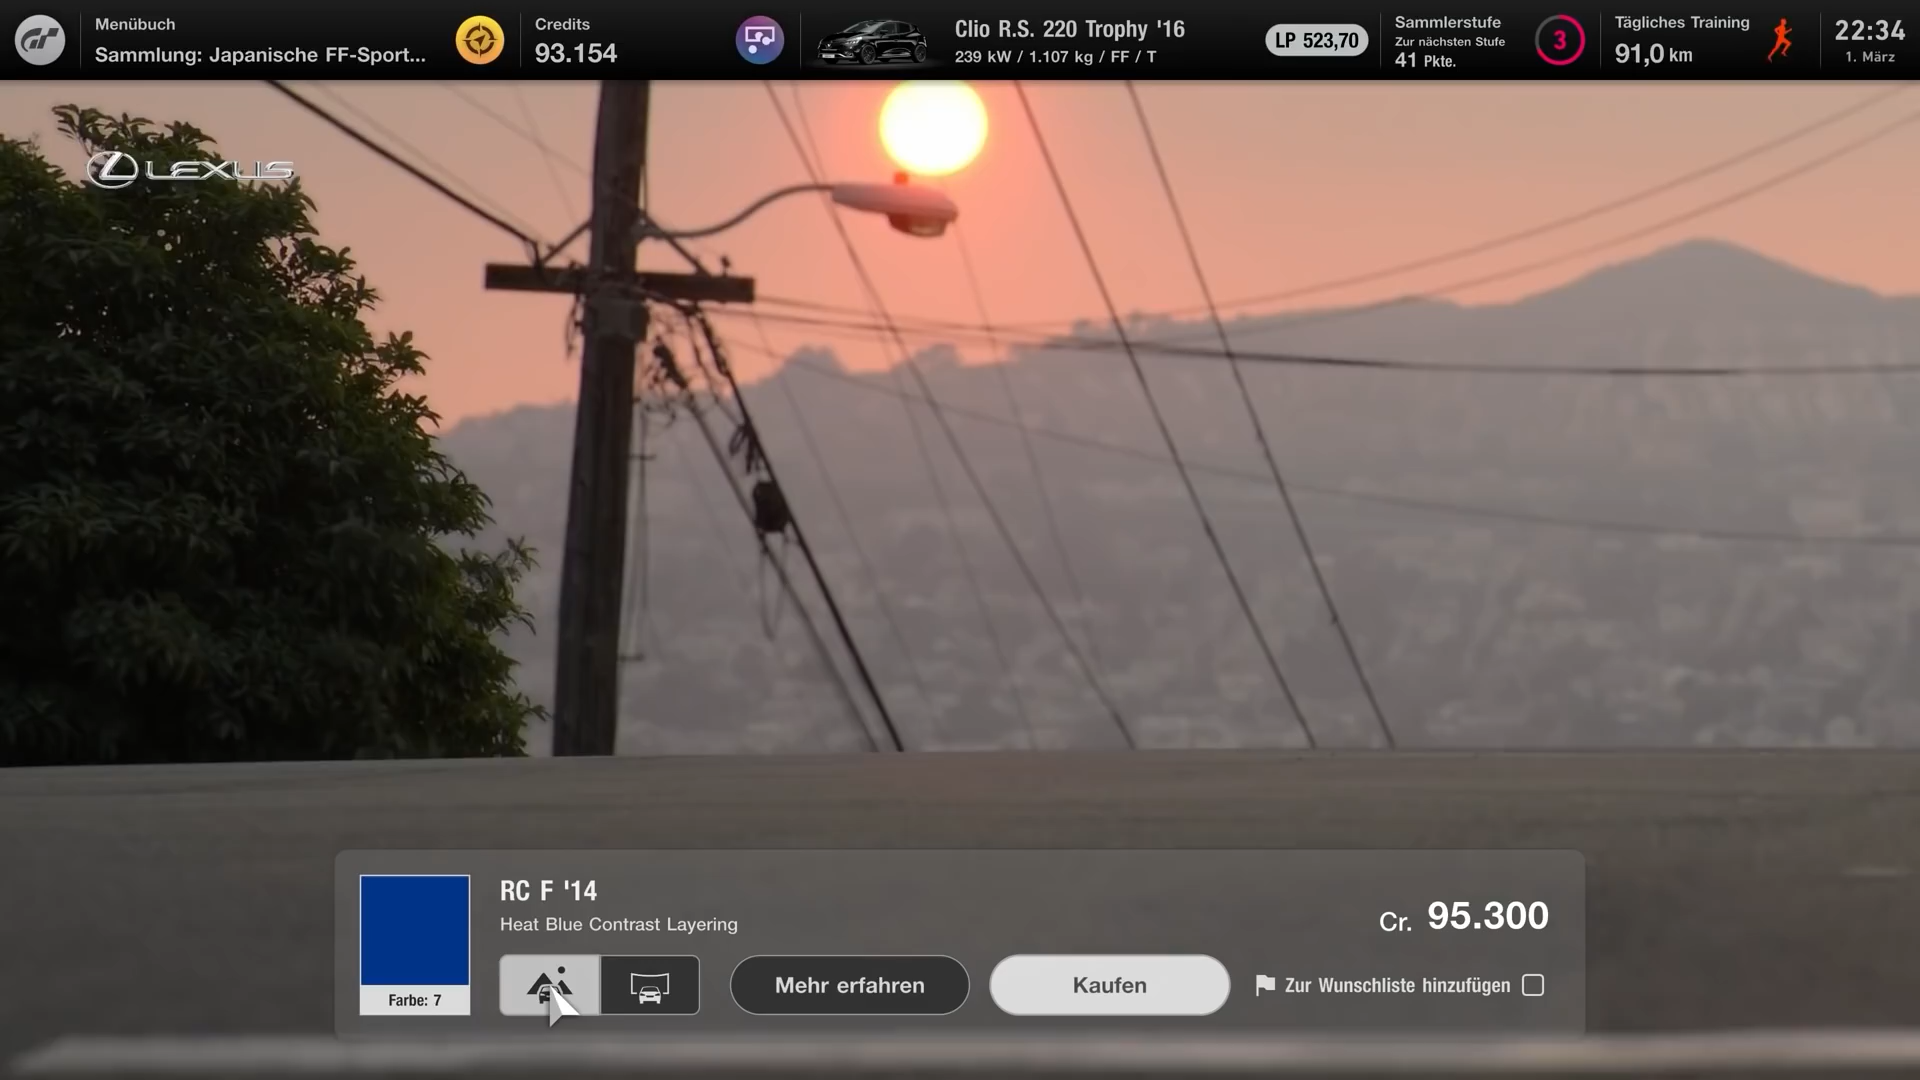 Menübuch
Sammlung: Japanische FF-Sport...
Credits
93.154
Clio R.S. 220 Trophy '16
239 kW / 1.107 kg / FF / T
LP 523,70
Sammlerstufe
Zur nächsten Stufe
41 Pkte.
3
Tägliches Training
91,0 km
22:34
1. März
LEXUS
RC F '14
Heat Blue Contrast Layering
Cr. 95.300
Farbe: 7
Mehr erfahren
Kaufen
Zur Wunschliste hinzufügen